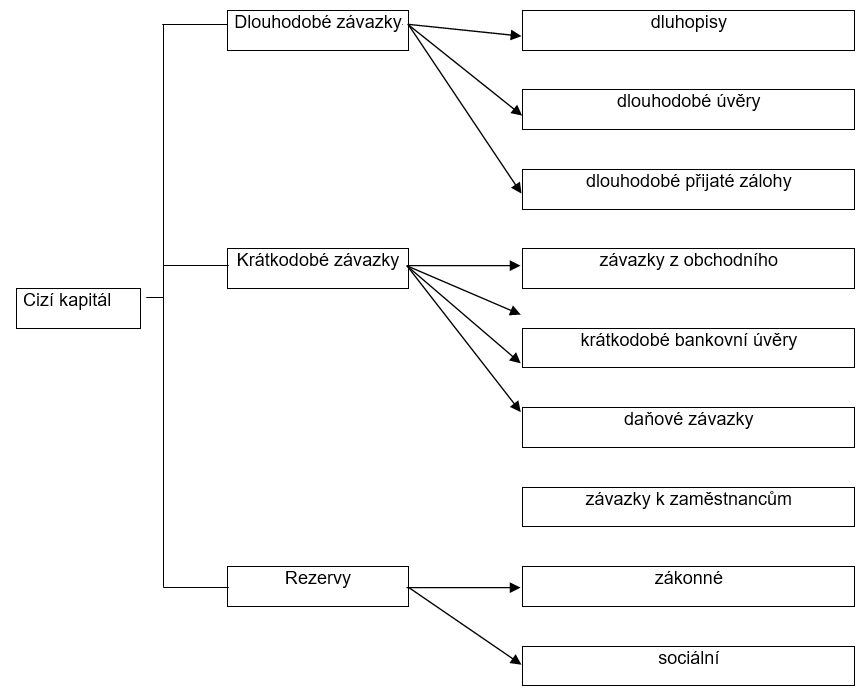 Dlouhodobé závazky
dluhopisy
dlouhodobé úvěry
dlouhodobé přijaté zálohy
Krátkodobé závazky
závazky z obchodního
Cizí kapitál
krátkodobé bankovní úvěry
daňové závazky
závazky k zaměstnancům
Rezervy
zákonné
sociální